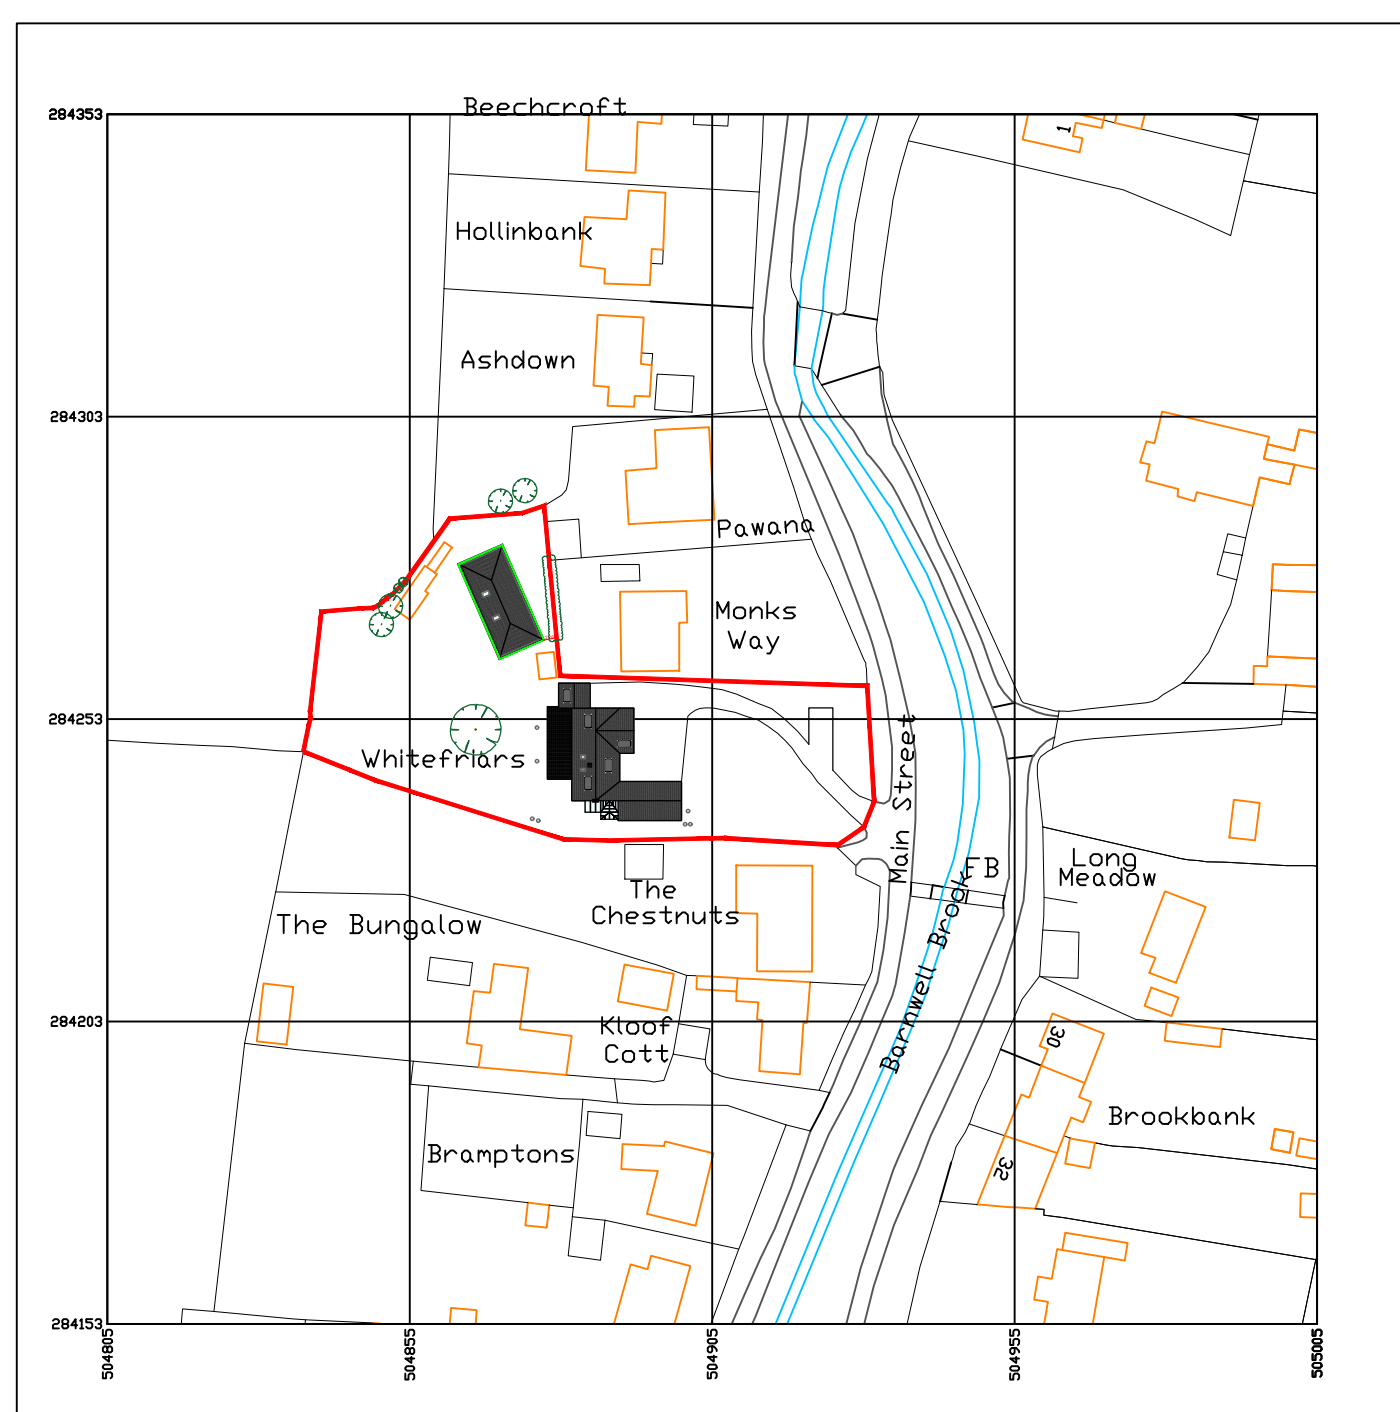 Beechcroft
284353
1
Hollinbank
Ashdown
284303
Pawana
Monks
Way
284253
Whitefriars
Main Street
FB
Long
Meadow
The
Chestnuts
The Bungalow
Barnwell Brook
284203
Kloof
Cott
30
Brookbank
Bramptons
32
284153
504805
504855
504905
504955
505005